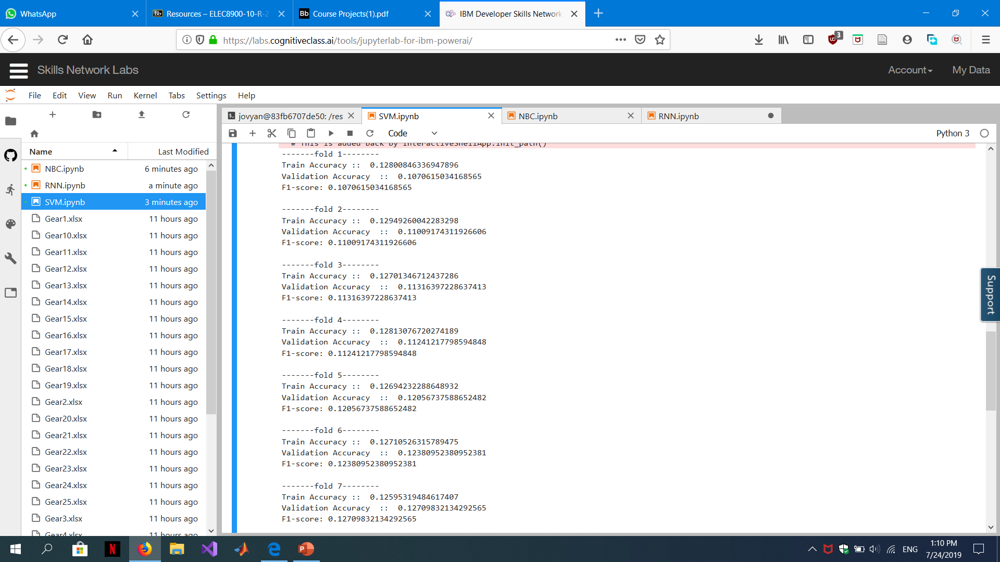 WhatsApp
Resources – ELEC8900-10-R-2
Course Projects(1).pdf
IBM Developer Skills Network
https://labs.cognitiveclass.ai/tools/jupyterlab-for-ibm-powerai/
3
Skills Network Labs
Account
My Data
File Edit View Run Kernel Tabs Settings Help
jovyan@83fb6707de50: /res
SVM.ipynb
NBC.ipynb
RNN.ipynb
Code
Python 3
Name
Last Modified
NBC.ipynb 6 minutes ago
RNN.ipynb a minute ago
SVM.ipynb 3 minutes ago
Gear1.xlsx 11 hours ago
Gear10.xlsx 11 hours ago
Gear11.xlsx 11 hours ago
Gear12.xlsx 11 hours ago
Gear13.xlsx 11 hours ago
Gear14.xlsx 11 hours ago
Gear15.xlsx 11 hours ago
Gear16.xlsx 11 hours ago
Gear17.xlsx 11 hours ago
Gear18.xlsx 11 hours ago
Gear19.xlsx 11 hours ago
Gear2.xlsx 11 hours ago
Gear20.xlsx 11 hours ago
Gear21.xlsx 11 hours ago
Gear22.xlsx 11 hours ago
Gear23.xlsx 11 hours ago
Gear24.xlsx 11 hours ago
Gear25.xlsx 11 hours ago
Gear3.xlsx 11 hours ago
Gear4.xlsx 11 hours ago
# This is added back by InteractiveShellApp.init_path()
-------fold 1--------
Train Accuracy ::  0.12800846336947896
Validation Accuracy  ::  0.1070615034168565
F1-score: 0.1070615034168565
-------fold 2--------
Train Accuracy ::  0.12949260042283298
Validation Accuracy  ::  0.11009174311926606
F1-score: 0.11009174311926606
-------fold 3--------
Train Accuracy ::  0.12701346712437286
Validation Accuracy  ::  0.11316397228637413
F1-score: 0.11316397228637413
-------fold 4--------
Train Accuracy ::  0.12813076720274189
Validation Accuracy  ::  0.11241217798594848
F1-score: 0.11241217798594848
-------fold 5--------
Train Accuracy ::  0.12694232288648932
Validation Accuracy  ::  0.12056737588652482
F1-score: 0.12056737588652482
-------fold 6--------
Train Accuracy ::  0.12710526315789475
Validation Accuracy  ::  0.12380952380952381
F1-score: 0.12380952380952381
-------fold 7--------
Train Accuracy ::  0.12595319484617407
Validation Accuracy  ::  0.12709832134292565
F1-score: 0.12709832134292565
Support
ENG
1:10 PM
7/24/2019